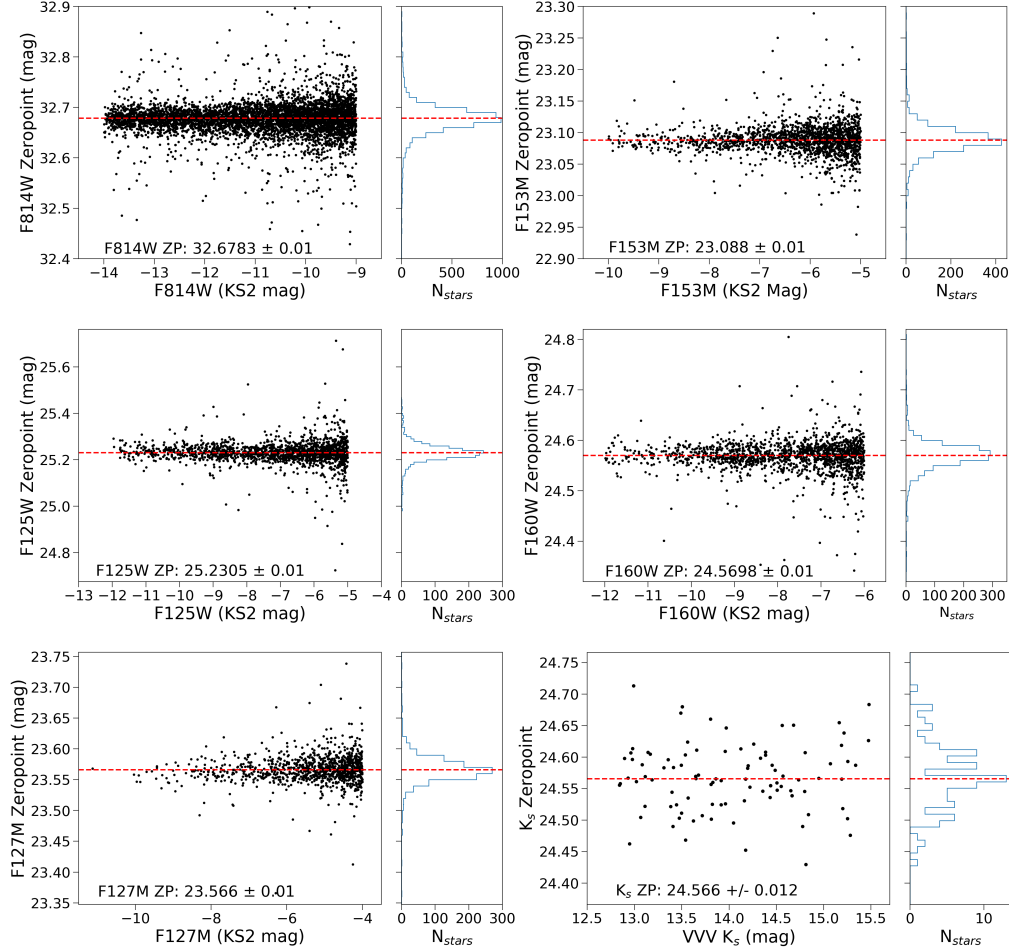 32.9
32.8
32.7
32.6
32.5
32.4
F814W Zeropoint (mag)
F814W ZP: 32.6783 ± 0.01
−14 −13 −12 −11 −10 −9
F814W (KS2 mag)
0 500 1000
N_stars
23.30
23.25
23.20
23.15
23.10
23.05
23.00
22.95
22.90
F153M Zeropoint (mag)
F153M ZP: 23.088 ± 0.01
−10 −9 −8 −7 −6 −5
F153M (KS2 Mag)
0 200 400
N_stars
25.6
25.4
25.2
25.0
24.8
F125W Zeropoint (mag)
F125W ZP: 25.2305 ± 0.01
−13 −12 −11 −10 −9 −8 −7 −6 −5 −4
F125W (KS2 mag)
0 100 200 300
N_stars
24.8
24.7
24.6
24.5
24.4
F160W Zeropoint (mag)
F160W ZP: 24.5698 ± 0.01
−12 −11 −10 −9 −8 −7 −6
F160W (KS2 mag)
0 100 200 300
N_stars
23.75
23.70
23.65
23.60
23.55
23.50
23.45
23.40
23.35
F127M Zeropoint (mag)
F127M ZP: 23.566 ± 0.01
−10 −8 −6 −4
F127M (KS2 mag)
0 100 200 300
N_stars
24.75
24.70
24.65
24.60
24.55
24.50
24.45
24.40
K_s Zeropoint
K_s ZP: 24.566 +/- 0.012
12.5 13.0 13.5 14.0 14.5 15.0 15.5
VVV K_s (mag)
0 10
N_stars